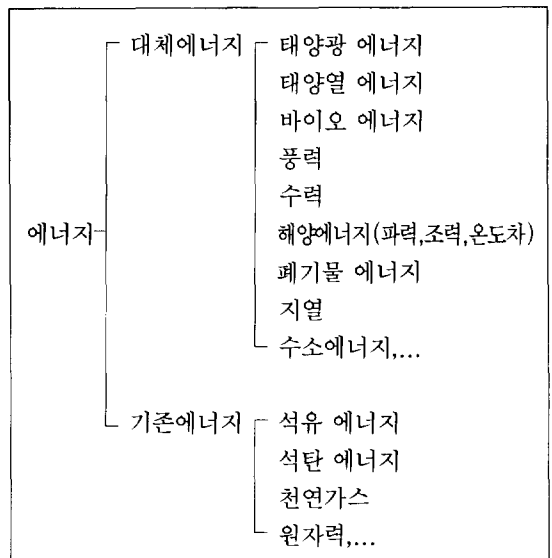 대체에너지 태양광 에너지
태양열 에너지
바이오 에너지
풍력
수력
에너지 해양에너지(파력,조력,온도차)
폐기물 에너지
지열
수소에너지,...
기존에너지 석유 에너지
석탄 에너지
천연가스
원자력,...